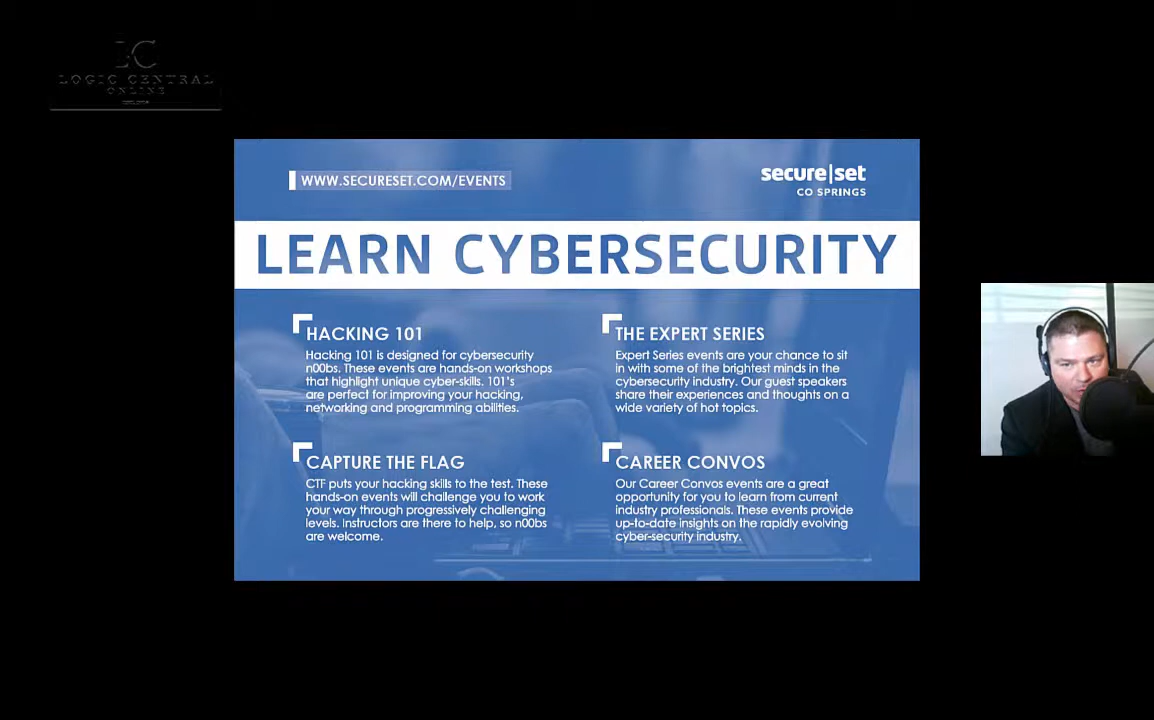 LC
LOGIC CENTRAL
ONLINE
WWW.SECURESET.COM/EVENTS
secure|set
CO SPRINGS
LEARN CYBERSECURITY
HACKING 101
Hacking 101 is designed for cybersecurity
n00bs. These events are hands-on workshops
that highlight unique cyber-skills. 101's
are perfect for improving your hacking,
networking and programming abilities.
THE EXPERT SERIES
Expert Series events are your chance to sit
in with some of the brightest minds in the
cybersecurity industry. Our guest speakers
share their experiences and thoughts on a
wide variety of hot topics.
CAPTURE THE FLAG
CTF puts your hacking skills to the test. These
hands-on events will challenge you to work
your way through progressively challenging
levels. Instructors are there to help, so n00bs
are welcome.
CAREER CONVOS
Our Career Convos events are a great
opportunity for you to learn from current
industry professionals. These events provide
up-to-date insights on the rapidly evolving
cyber-security industry.